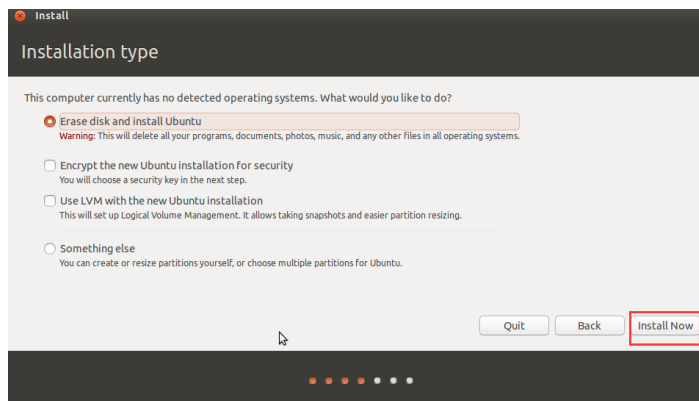 Install
Installation type
This computer currently has no detected operating systems. What would you like to do?
Erase disk and install Ubuntu
Warning: This will delete all your programs, documents, photos, music, and any other files in all operating systems.
Encrypt the new Ubuntu installation for security
You will choose a security key in the next step.
Use LVM with the new Ubuntu installation
This will set up Logical Volume Management. It allows taking snapshots and easier partition resizing.
Something else
You can create or resize partitions yourself, or choose multiple partitions for Ubuntu.
Quit Back Install Now